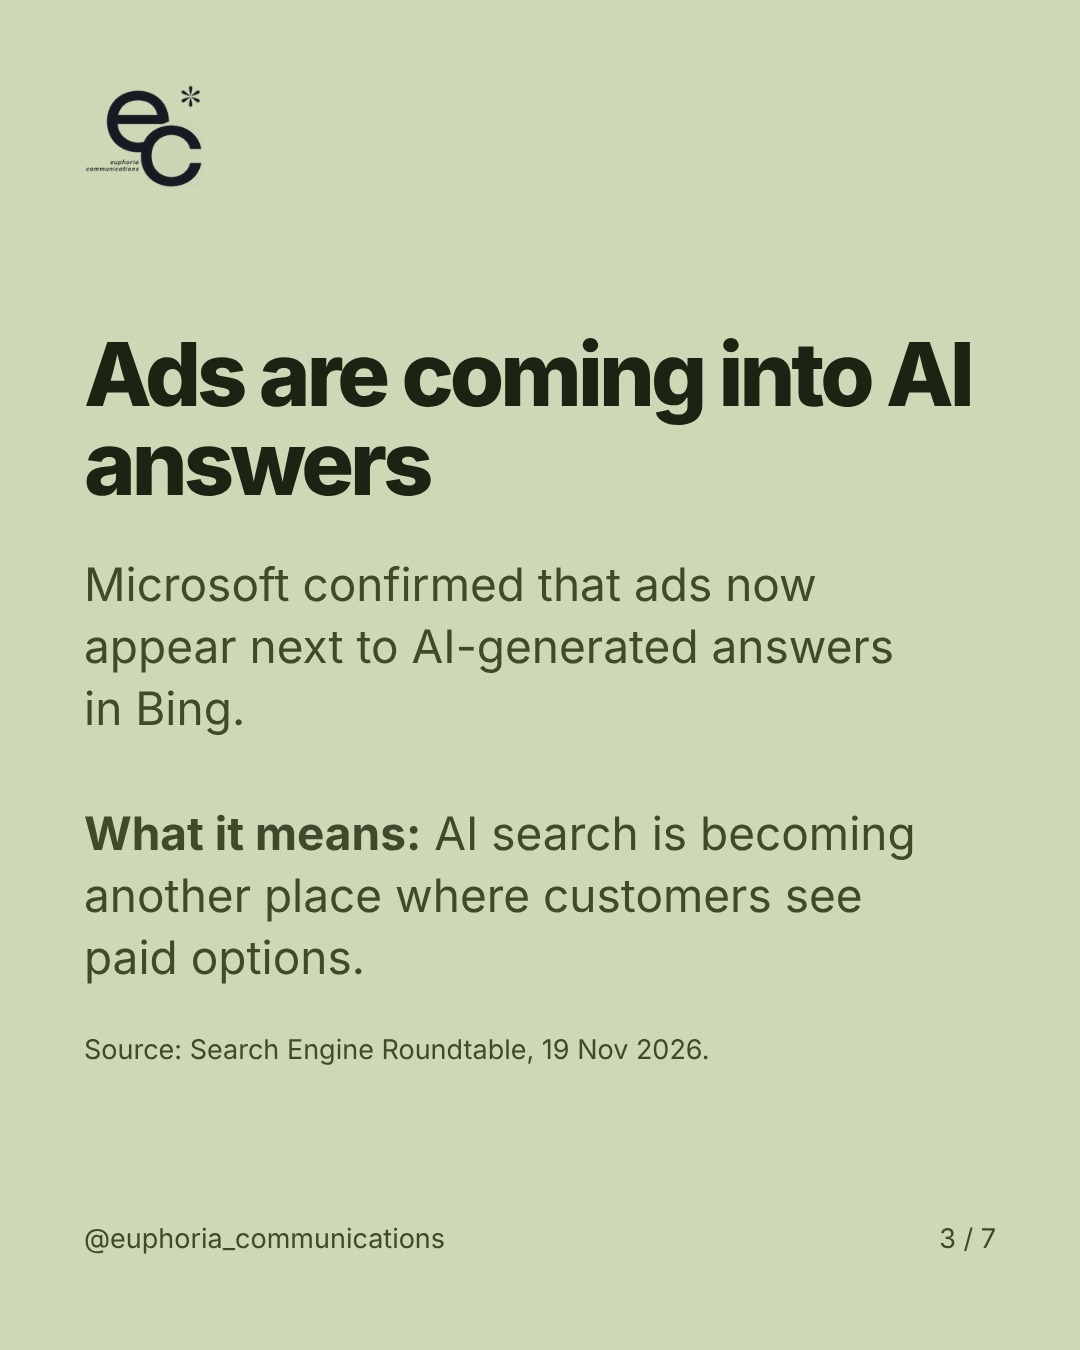 ec*
euphoria
communications
Ads are coming into AI
answers
Microsoft confirmed that ads now
appear next to AI-generated answers
in Bing.
What it means: AI search is becoming
another place where customers see
paid options.
Source: Search Engine Roundtable, 19 Nov 2026.
@euphoria_communications
3 / 7